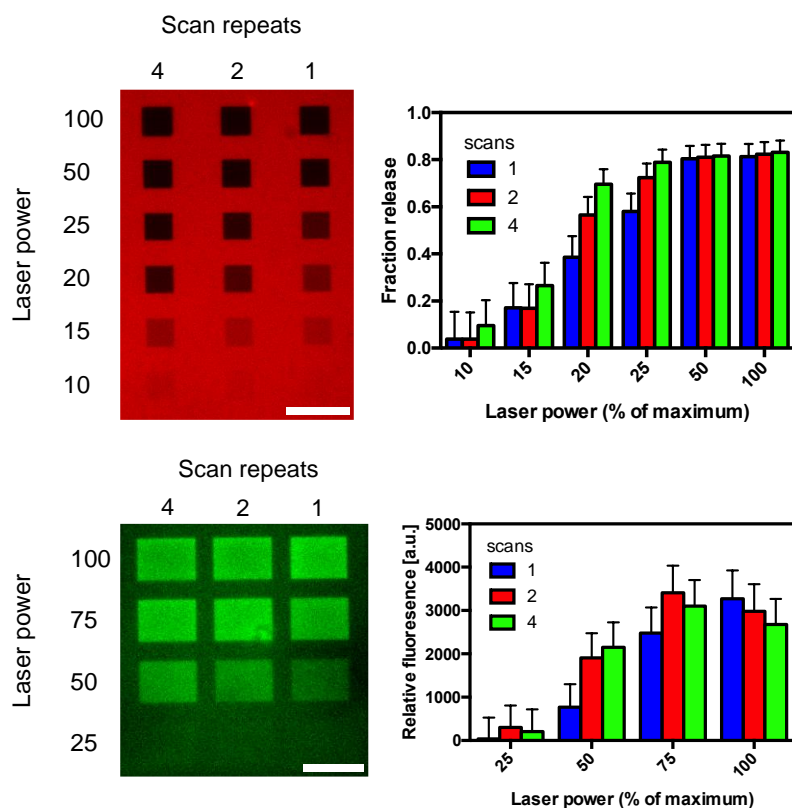 Scan repeats
4 2 1
Laser power
100
50
25
20
15
10
Fraction release
1.0
0.8
0.6
0.4
0.2
0.0
scans
1
2
4
10 15 20 25 50 100
Laser power (% of maximum)
Scan repeats
4 2 1
Laser power
100
75
50
25
Relative fluoresence [a.u.]
5000
4000
3000
2000
1000
0
scans
1
2
4
25 50 75 100
Laser power (% of maximum)